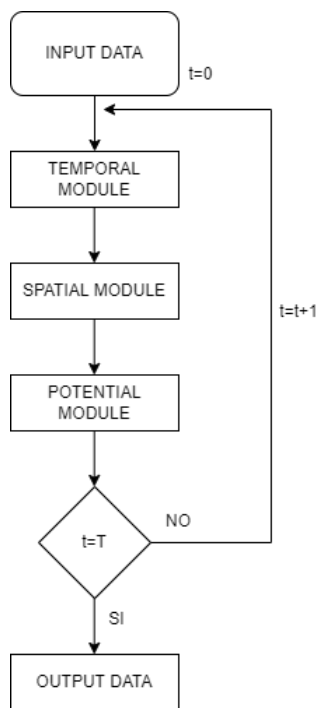 INPUT DATA
t=0
TEMPORAL
MODULE
SPATIAL MODULE
t=t+1
POTENTIAL
MODULE
NO
t=T
SI
OUTPUT DATA